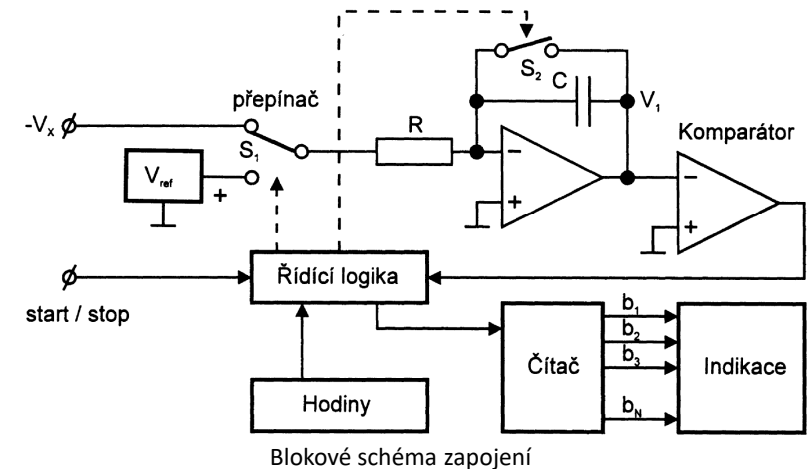 S₂
C
V₁
přepínač
-Vₓ
S₁
R
Komparátor
V_ref
+
−
+
−
+
Řídící logika
start / stop
b₁
b₂
b₃
b_N
Čítač
Indikace
Hodiny
Blokové schéma zapojení